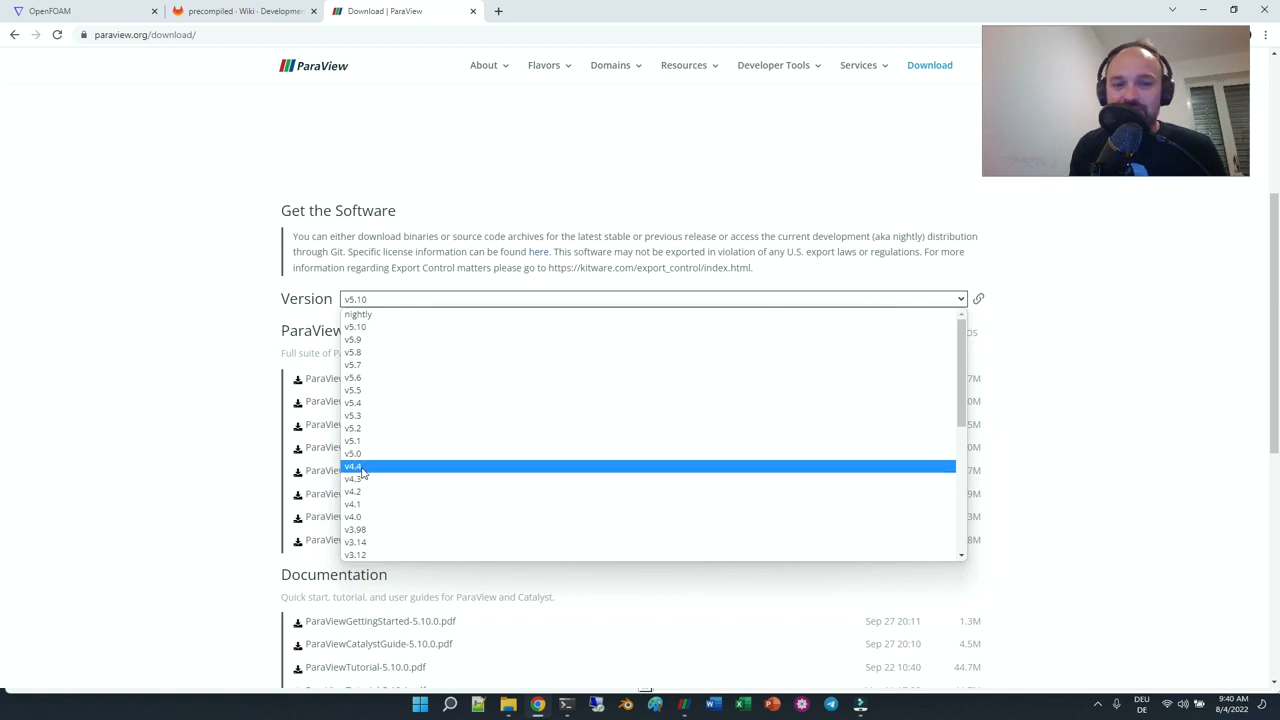 OpenFOAM
precompiled · Wiki · Developmen
Download | ParaView
paraview.org/download/
ParaView
About
Flavors
Domains
Resources
Developer Tools
Services
Download
Get the Software
You can either download binaries or source code archives for the latest stable or previous release or access the current development (aka nightly) distribution
through Git. Specific license information can be found here. This software may not be exported in violation of any U.S. export laws or regulations. For more
information regarding Export Control matters please go to https://kitware.com/export_control/index.html.
Version
v5.10
nightly
v5.10
v5.9
v5.8
v5.7
v5.6
v5.5
v5.4
v5.3
v5.2
v5.1
v5.0
v4.4
v4.3
v4.2
v4.1
v4.0
v3.98
v3.14
v3.12
ParaView
Full suite of
Documentation
Quick start, tutorial, and user guides for ParaView and Catalyst.
ParaViewGettingStarted-5.10.0.pdf Sep 27 20:11 1.3M
ParaViewCatalystGuide-5.10.0.pdf Sep 27 20:10 4.5M
ParaViewTutorial-5.10.0.pdf Sep 22 10:40 44.7M
DEU
DE
9:40 AM
8/4/2022